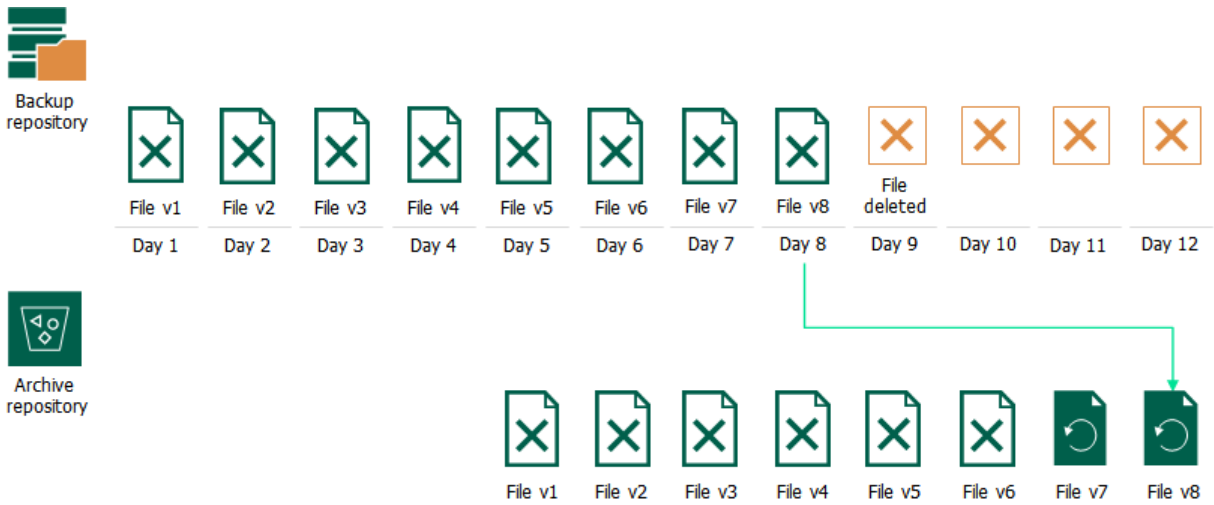 Backup
repository
File v1 File v2 File v3 File v4 File v5 File v6 File v7 File v8 File
deleted
Day 1 Day 2 Day 3 Day 4 Day 5 Day 6 Day 7 Day 8 Day 9 Day 10 Day 11 Day 12
Archive
repository
File v1 File v2 File v3 File v4 File v5 File v6 File v7 File v8